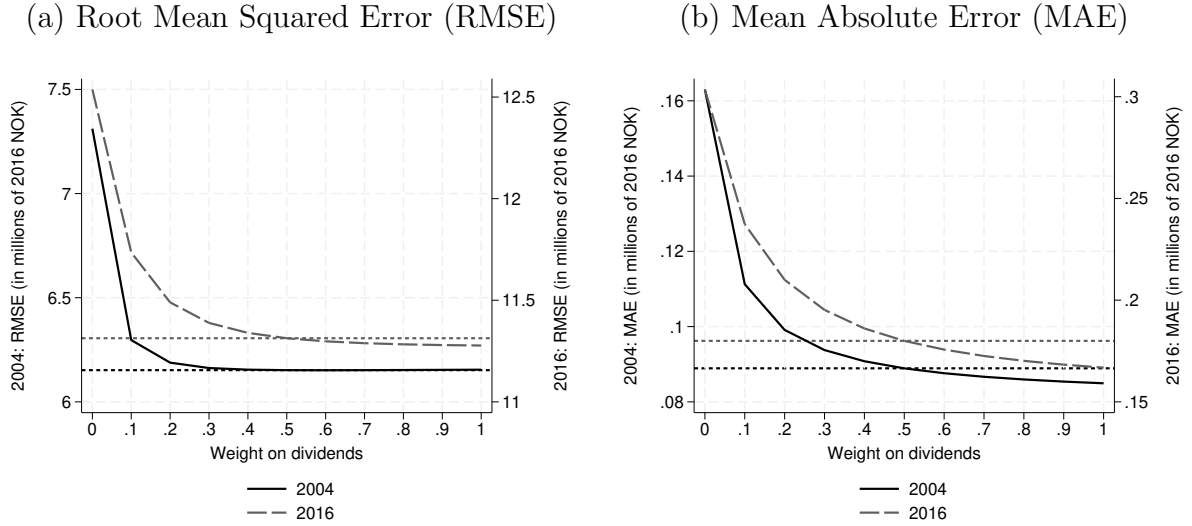 (a) Root Mean Squared Error (RMSE)
2004: RMSE (in millions of 2016 NOK)
7.5
7
6.5
6
12.5
12
11.5
11
2016: RMSE (in millions of 2016 NOK)
0 .1 .2 .3 .4 .5 .6 .7 .8 .9 1
Weight on dividends
2004
2016
(b) Mean Absolute Error (MAE)
2004: MAE (in millions of 2016 NOK)
.16
.14
.12
.1
.08
.3
.25
.2
.15
2016: MAE (in millions of 2016 NOK)
0 .1 .2 .3 .4 .5 .6 .7 .8 .9 1
Weight on dividends
2004
2016